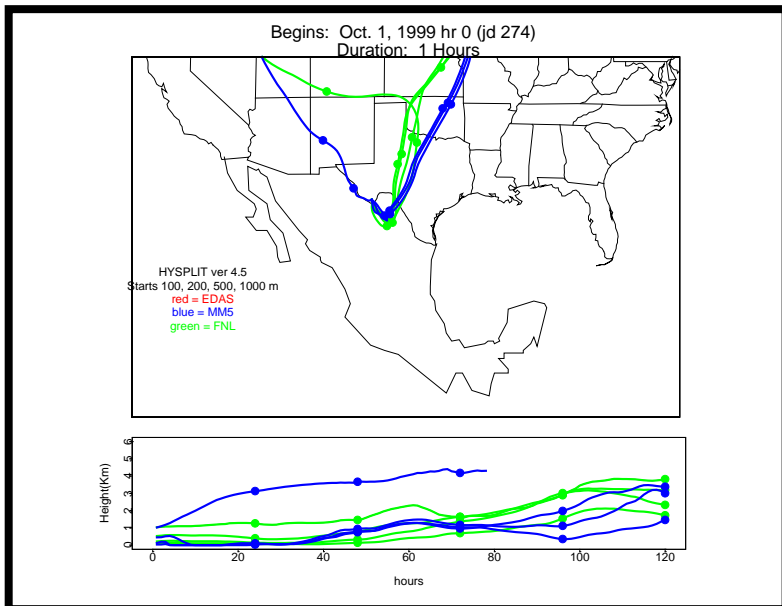 Begins: Oct. 1, 1999 hr 0 (jd 274)
Duration: 1 Hours
HYSPLIT ver 4.5
Starts 100, 200, 500, 1000 m
red = EDAS
blue = MM5
green = FNL
Height(Km)
6
5
4
3
2
1
0
0 20 40 60 80 100 120
hours